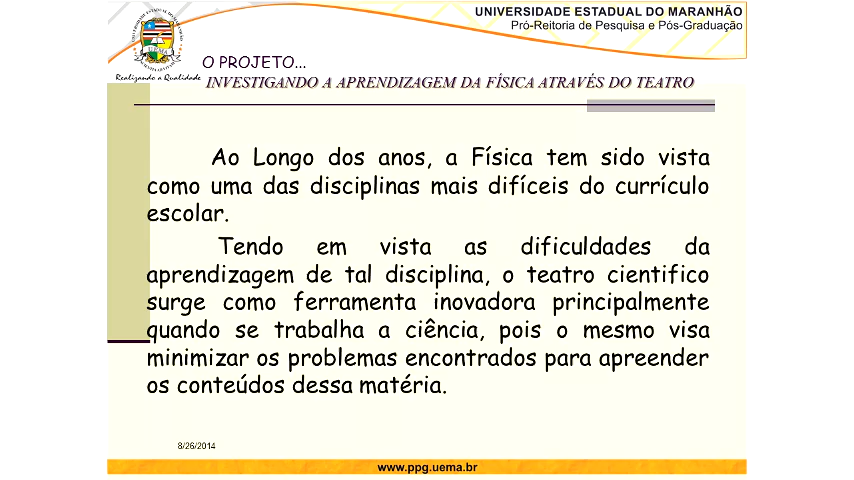 UNIVERSIDADE ESTADUAL DO MARANHÃO
Pró-Reitoria de Pesquisa e Pós-Graduação
UEMA
Realizando a Qualidade
O PROJETO...
INVESTIGANDO A APRENDIZAGEM DA FÍSICA ATRAVÉS DO TEATRO
Ao Longo dos anos, a Física tem sido vista
como uma das disciplinas mais difíceis do currículo
escolar.
Tendo em vista as dificuldades da
aprendizagem de tal disciplina, o teatro cientifico
surge como ferramenta inovadora principalmente
quando se trabalha a ciência, pois o mesmo visa
minimizar os problemas encontrados para apreender
os conteúdos dessa matéria.
8/26/2014
www.ppg.uema.br